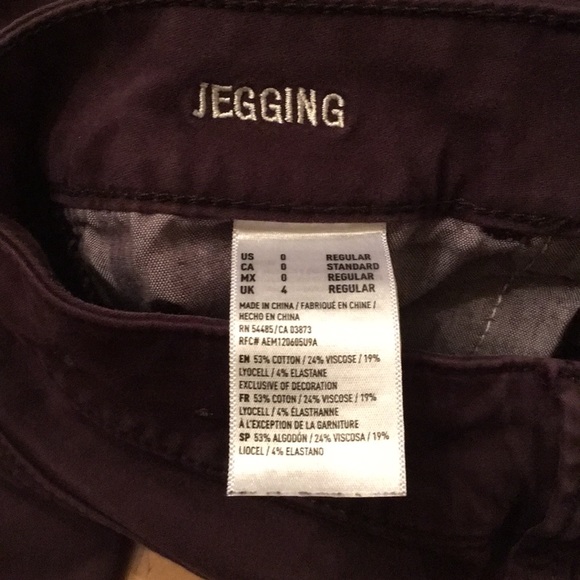 JEGGING
US 0 REGULAR
CA 0 STANDARD
MX 0 REGULAR
UK 4 REGULAR
MADE IN CHINA / FABRIQUÉ EN CHINE /
HECHO EN CHINA
RN 54485/CA 03873
RFC# AEM120605U9A
EN 53% COTTON / 24% VISCOSE / 19%
LYOCELL / 4% ELASTANE
EXCLUSIVE OF DECORATION
FR 53% COTON / 24% VISCOSE / 19%
LYOCELL / 4% ÉLASTHANNE
À L'EXCEPTION DE LA GARNITURE
SP 53% ALGODÓN / 24% VISCOSA / 19%
LIOCEL / 4% ELASTANO